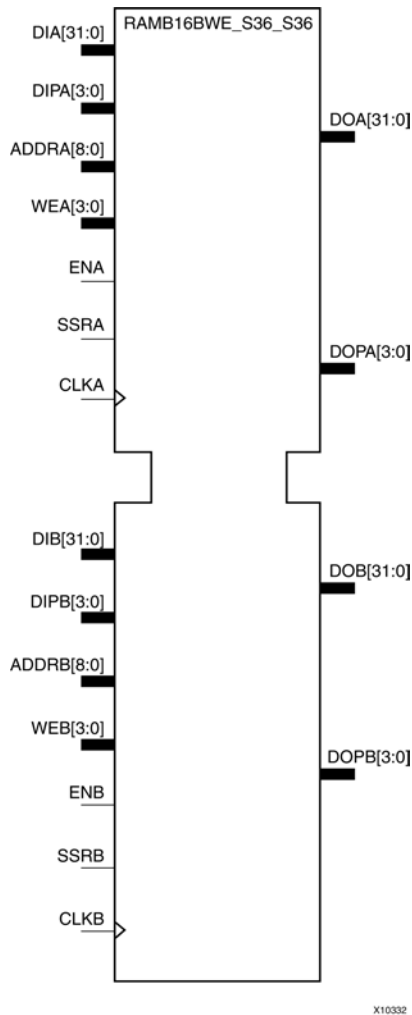 RAMB16BWE_S36_S36
DIA[31:0]
DIPA[3:0]
ADDRA[8:0]
WEA[3:0]
ENA
SSRA
CLKA
DOA[31:0]
DOPA[3:0]
DIB[31:0]
DIPB[3:0]
ADDRB[8:0]
WEB[3:0]
ENB
SSRB
CLKB
DOB[31:0]
DOPB[3:0]
X10332